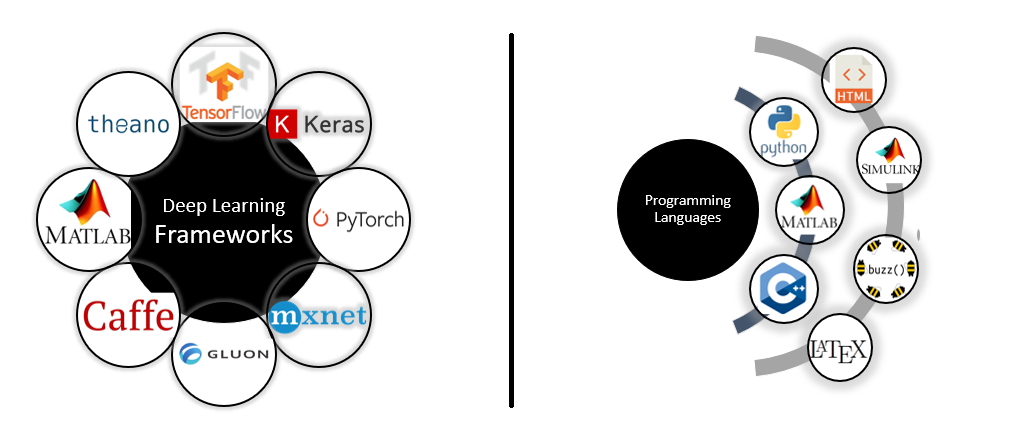 TensorFlow
theano
K Keras
MATLAB
Deep Learning
Frameworks
PyTorch
Caffe
mxnet
GLUON
HTML
python
SIMULINK
Programming
Languages
MATLAB
buzz()
C++
LATEX